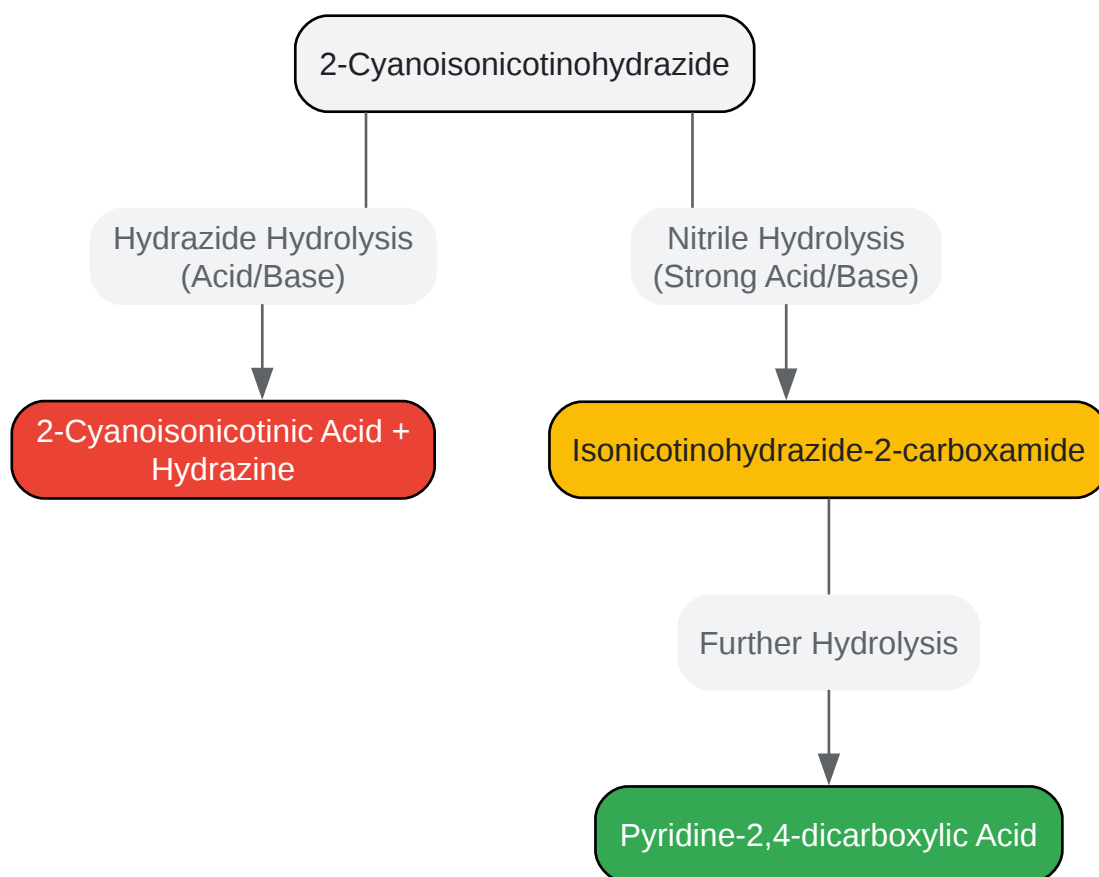 2-Cyanoisonicotinohydrazide
Hydrazide Hydrolysis
(Acid/Base)
Nitrile Hydrolysis
(Strong Acid/Base)
2-Cyanoisonicotinic Acid +
Hydrazine
Isonicotinohydrazide-2-carboxamide
Further Hydrolysis
Pyridine-2,4-dicarboxylic Acid